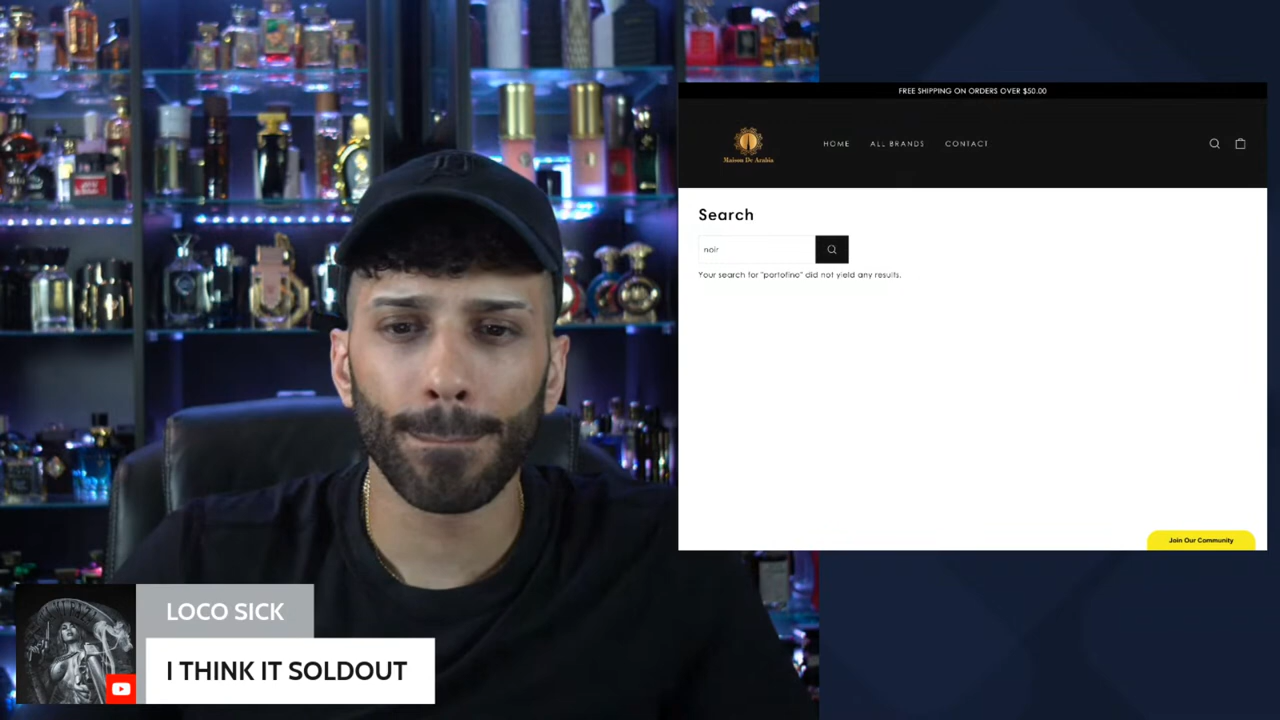 FREE SHIPPING ON ORDERS OVER $50.00
Maison De Arabia
HOME
ALL BRANDS
CONTACT
Search
noir
Your search for "portofino" did not yield any results.
Join Our Community
LOCO SICK
I THINK IT SOLDOUT